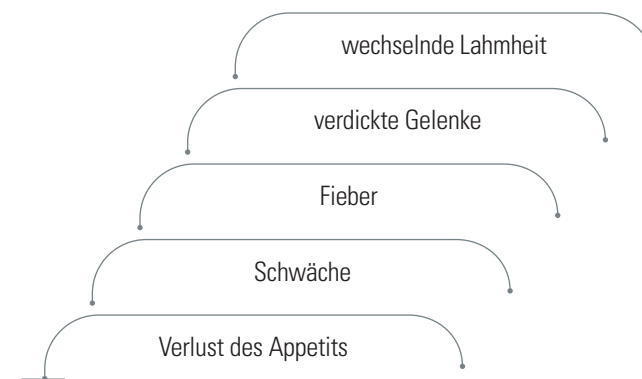 wechselnde Lahmheit
verdickte Gelenke
Fieber
Schwäche
Verlust des Appetits